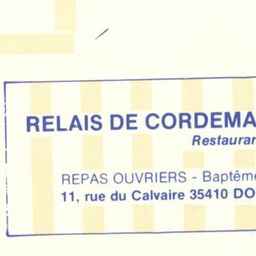 RELAIS DE CORDEMA
Restauran
REPAS OUVRIERS - Baptême
11, rue du Calvaire 35410 DO